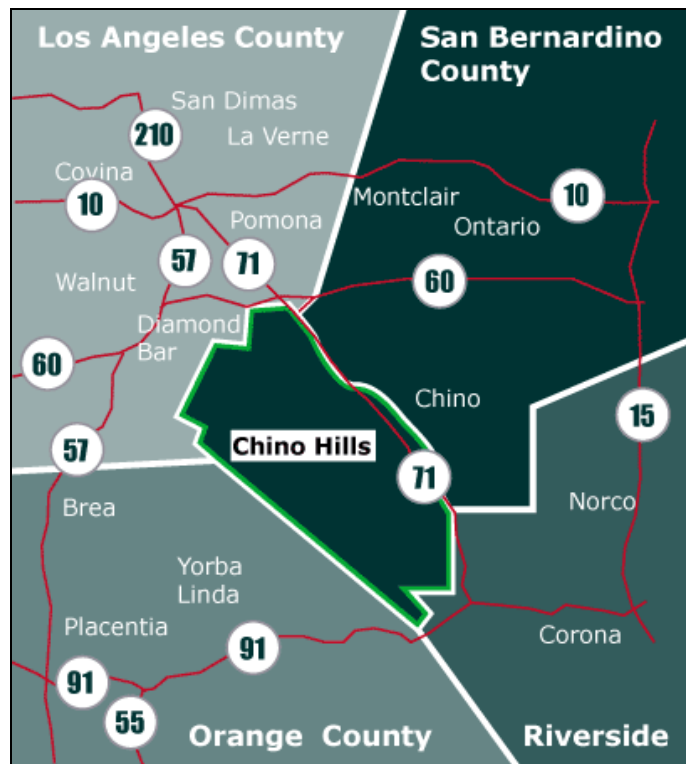 Los Angeles County
San Bernardino
County
San Dimas
210
La Verne
Covina
10
Montclair
10
Pomona
Ontario
57
71
Walnut
60
Diamond
Bar
60
Chino
15
57
Chino Hills
71
Brea
Norco
Yorba
Linda
Placentia
91
Corona
91
55
Orange County
Riverside